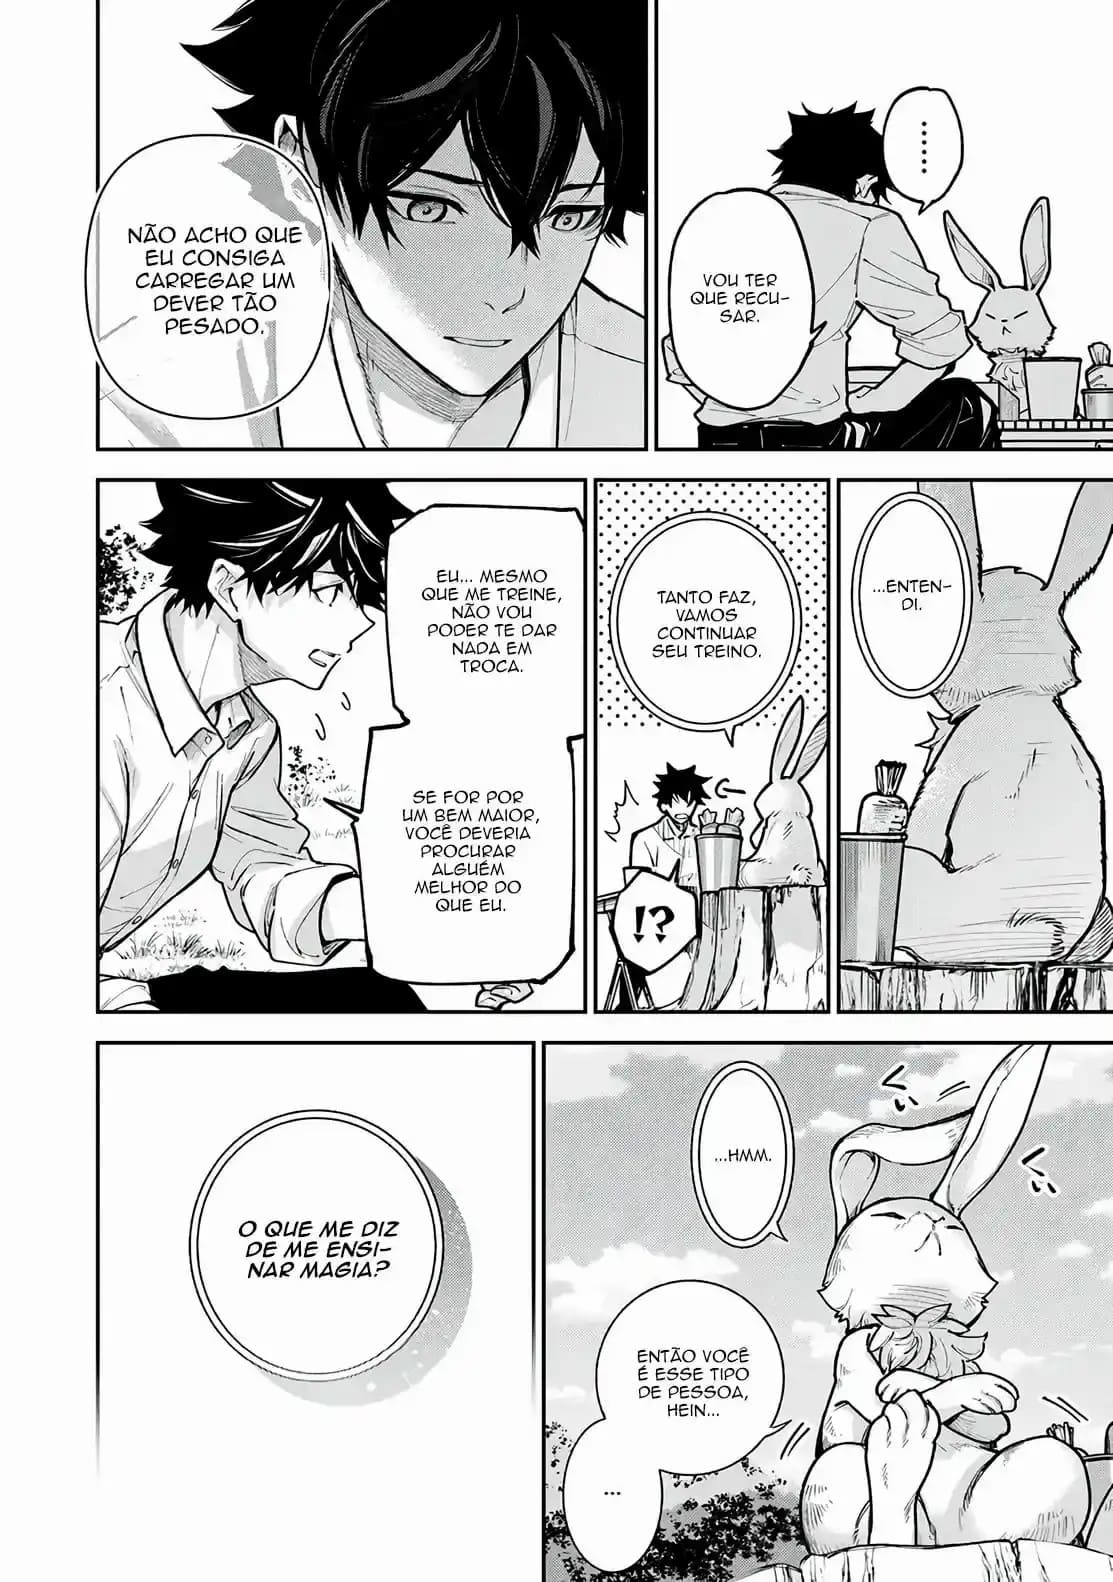 ......
VOU TER
QUE RECU-
SAR.
NÃO ACHO QUE
EU CONSIGA
CARREGAR UM
DEVER TÃO
PESADO.
...ENTEN-
DI.
TANTO FAZ,
VAMOS
CONTINUAR
SEU TREINO.
!?
EU... MESMO
QUE ME TREINE,
NÃO VOU
PODER TE DAR
NADA EM
TROCA.
SE FOR POR
UM BEM MAIOR,
VOCÊ DEVERIA
PROCURAR
ALGUÉM
MELHOR DO
QUE EU.
...HMM.
ENTÃO VOCÊ
É ESSE TIPO
DE PESSOA,
HEIN...
...
O QUE ME DIZ
DE ME ENSI-
NAR MAGIA?